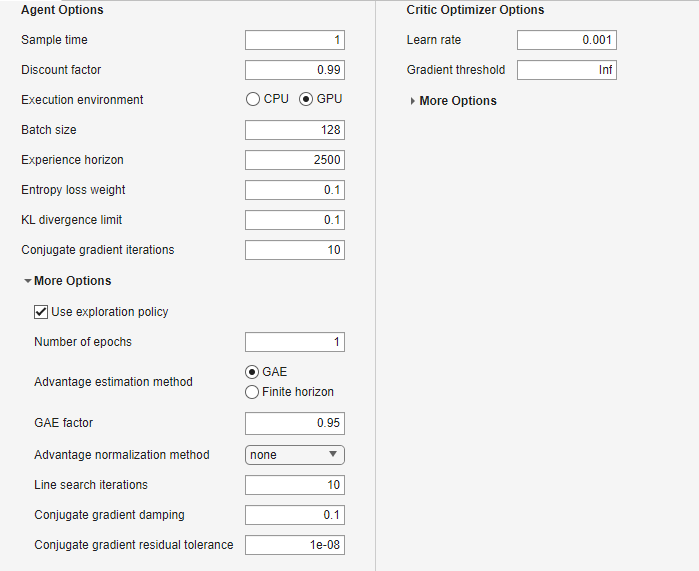 Agent Options
Sample time 1
Discount factor 0.99
Execution environment CPU GPU
Batch size 128
Experience horizon 2500
Entropy loss weight 0.1
KL divergence limit 0.1
Conjugate gradient iterations 10
More Options
Use exploration policy
Number of epochs 1
Advantage estimation method GAE
Finite horizon
GAE factor 0.95
Advantage normalization method none
Line search iterations 10
Conjugate gradient damping 0.1
Conjugate gradient residual tolerance 1e-08
Critic Optimizer Options
Learn rate 0.001
Gradient threshold Inf
More Options